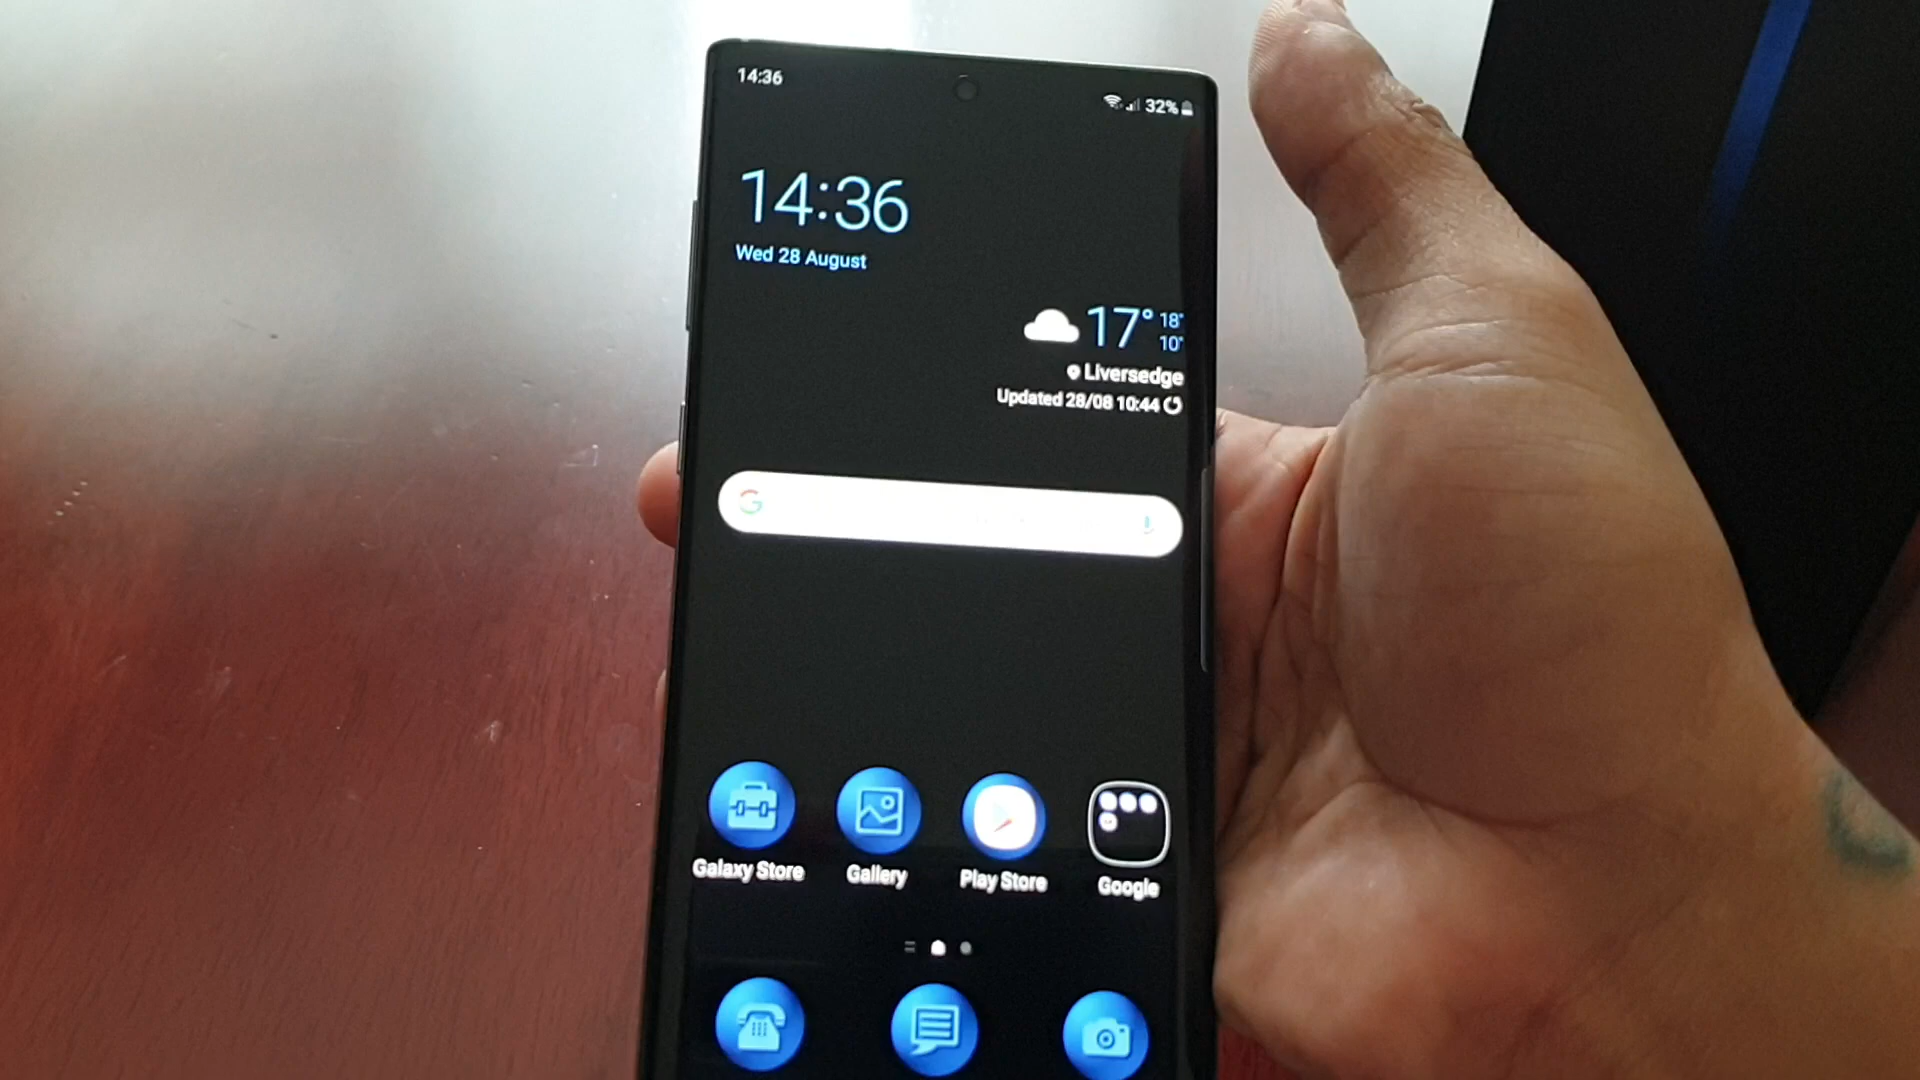 14:36
32%
14:36
Wed 28 August
17° 18°
10°
Liversedge
Updated 28/08 10:44
G
Galaxy Store
Gallery
Play Store
Google